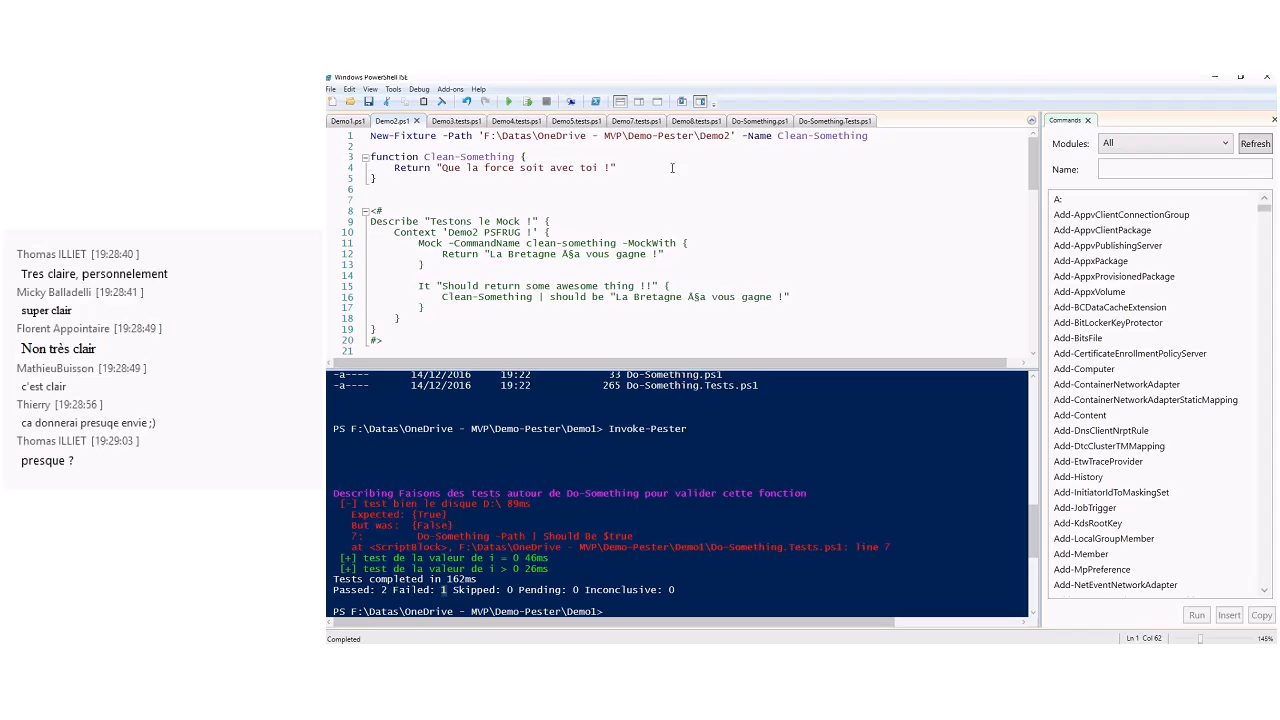 Thomas ILLIET [19:28:40 ]
Tres claire, personnelement
Micky Balladelli [19:28:41 ]
super clair
Florent Appointaire [19:28:49 ]
Non très clair
MathieuBuisson [19:28:49 ]
c'est clair
Thierry [19:28:56 ]
ca donnerai presuqe envie ;)
Thomas ILLIET [19:29:03 ]
presque ?
Windows PowerShell ISE
File Edit View Tools Debug Add-ons Help
Demo1.ps1 Demo2.ps1 Demo3.tests.ps1 Demo4.tests.ps1 Demo5.tests.ps1 Demo7.tests.ps1 Demo8.tests.ps1 Do-Something.ps1 Do-Something.Tests.ps1
1 New-Fixture -Path 'F:\Datas\OneDrive - MVP\Demo-Pester\Demo2' -Name Clean-Something
2
3 function Clean-Something {
4 Return "Que la force soit avec toi !"
5 }
6
7
8 <#
9 Describe "Testons le Mock !" {
10 Context 'Demo2 PSFRUG !' {
11 Mock -CommandName clean-something -MockWith {
12 Return "La Bretagne Ã§a vous gagne !"
13 }
14
15 It "Should return some awesome thing !!" {
16 Clean-Something | should be "La Bretagne Ã§a vous gagne !"
17 }
18 }
19 }
20 #>
21
-a---- 14/12/2016 19:22 33 Do-Something.ps1
-a---- 14/12/2016 19:22 265 Do-Something.Tests.ps1
PS F:\Datas\OneDrive - MVP\Demo-Pester\Demo1> Invoke-Pester
Describing Faisons des tests autour de Do-Something pour valider cette fonction
[-] test bien le disque D:\ 89ms
Expected: {True}
But was: {False}
7: Do-Something -Path | Should Be $true
at <ScriptBlock>, F:\Datas\OneDrive - MVP\Demo-Pester\Demo1\Do-Something.Tests.ps1: line 7
[+] test de la valeur de i = 0 46ms
[+] test de la valeur de i > 0 26ms
Tests completed in 162ms
Passed: 2 Failed: 1 Skipped: 0 Pending: 0 Inconclusive: 0
PS F:\Datas\OneDrive - MVP\Demo-Pester\Demo1>
Completed
Ln 1 Col 62
145%
Commands
Modules: All Refresh
Name:
A:
Add-AppvClientConnectionGroup
Add-AppvClientPackage
Add-AppvPublishingServer
Add-AppxPackage
Add-AppxProvisionedPackage
Add-AppxVolume
Add-BCDataCacheExtension
Add-BitLockerKeyProtector
Add-BitsFile
Add-CertificateEnrollmentPolicyServer
Add-Computer
Add-ContainerNetworkAdapter
Add-ContainerNetworkAdapterStaticMapping
Add-Content
Add-DnsClientNrptRule
Add-DtcClusterTMMapping
Add-EtwTraceProvider
Add-History
Add-InitiatorIdToMaskingSet
Add-JobTrigger
Add-KdsRootKey
Add-LocalGroupMember
Add-Member
Add-MpPreference
Add-NetEventNetworkAdapter
Run Insert Copy